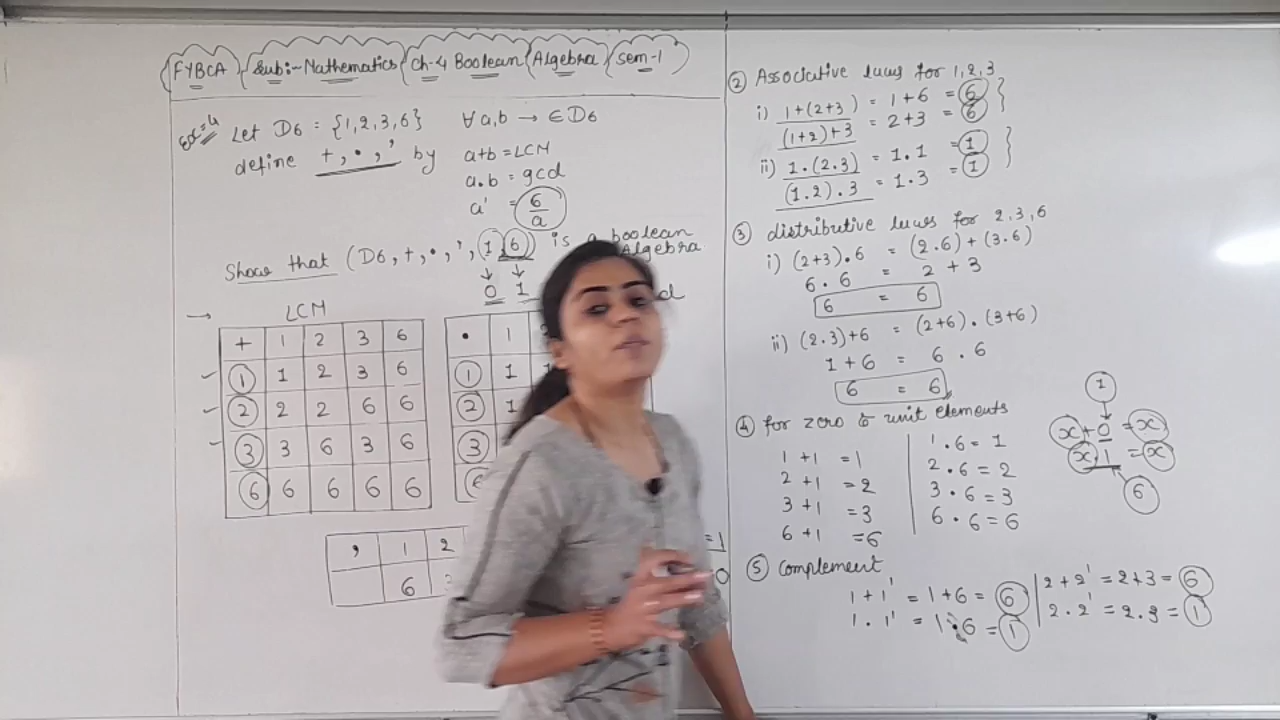 FYBCA Sub:- Mathematics Ch-4 Boolean Algebra Sem-1
Ex:4 Let D6 = {1,2,3,6} ∀ a,b → ∈ D6
define +, •, ' by a+b = LCM
a.b = gcd
a' = 6/a
Show that (D6, +, •, ', 1 6) is a boolean Algebra.
↓ ↓
0 1
→ LCM
+ 1 2 3 6
1 1 2 3 6
2 2 2 6 6
3 3 6 3 6
6 6 6 6 6
• 1
1 1
2 1
3
6
, 1 2
6
=1
0
② Associative laws for 1,2,3
i) 1+(2+3) = 1+6 = 6
(1+2)+3 = 2+3 = 6
ii) 1.(2.3) = 1.1 = 1
(1.2).3 = 1.3 = 1
③ distributive laws for 2,3,6
i) (2+3).6 = (2.6)+(3.6)
6.6 = 2+3
6 = 6
ii) (2.3)+6 = (2+6).(3+6)
1+6 = 6.6
6 = 6
④ for zero & unit elements
1+1 =1 1.6=1
2+1 =2 2.6=2
3+1 =3 3.6=3
6+1 =6 6.6=6
1
↓
x+0 = x
x 1 = x
6
⑤ Complement
1+1' = 1+6 = 6 2+2' = 2+3 = 6
1.1' = 1.6 = 1 2.2' = 2.3 = 1